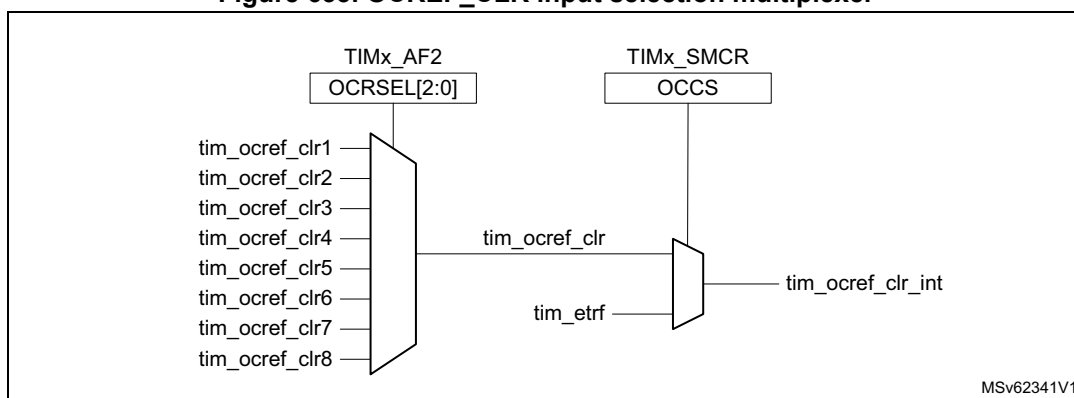 Figure 653. OCREF_CLR input selection multiplexer
TIMx_AF2
TIMx_SMCR
OCRSEL[2:0]
OCCS
tim_ocref_clr1
tim_ocref_clr2
tim_ocref_clr3
tim_ocref_clr4
tim_ocref_clr5
tim_ocref_clr6
tim_ocref_clr7
tim_ocref_clr8
tim_ocref_clr
tim_etrf
tim_ocref_clr_int
MSv62341V1